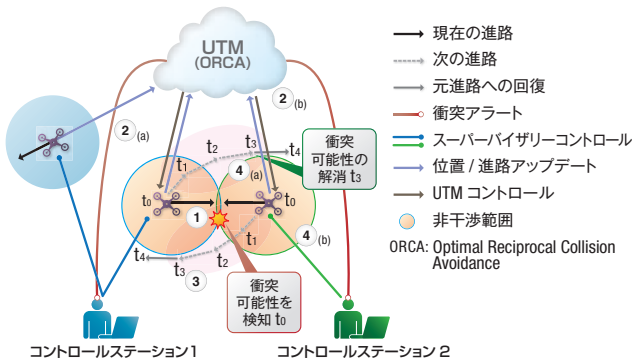 UTM
(ORCA)
2 (a)
2 (b)
t1
t2
t3
t4
t0
1
4 (a)
t0
衝突
可能性の
解消 t3
t1
t2
t3
t4
3
4 (b)
衝突
可能性を
検知 t0
コントロールステーション1
コントロールステーション2
現在の進路
次の進路
元進路への回復
衝突アラート
スーパーバイザリーコントロール
位置 / 進路アップデート
UTM コントロール
非干渉範囲
ORCA: Optimal Reciprocal Collision
Avoidance